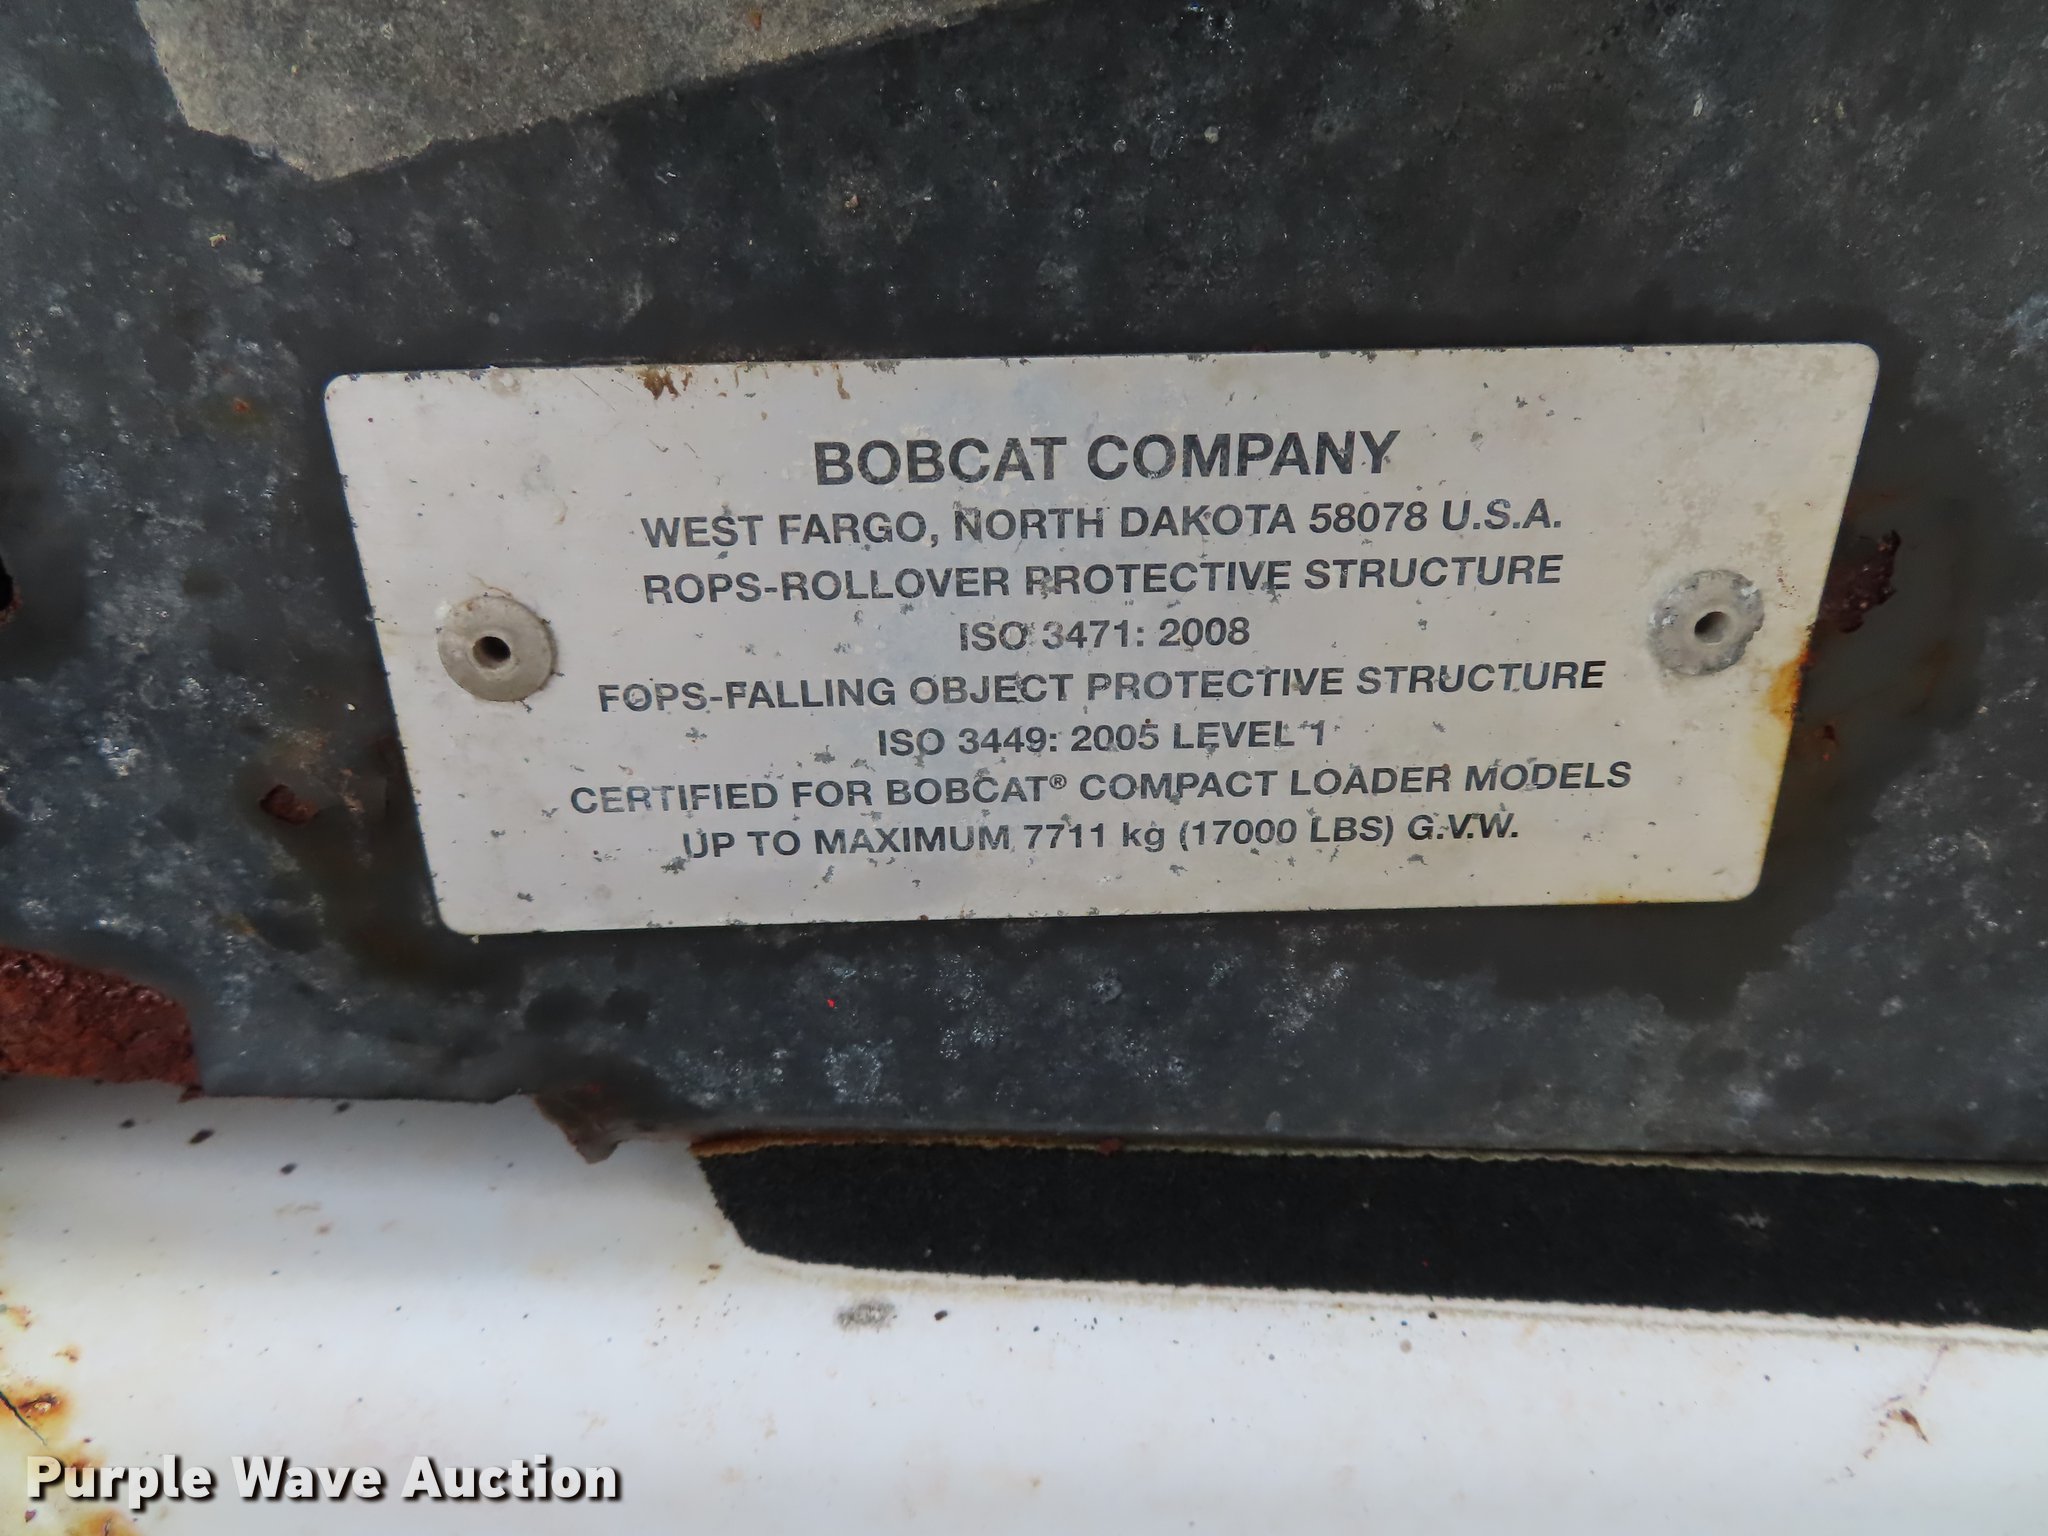 BOBCAT COMPANY
WEST FARGO, NORTH DAKOTA 58078 U.S.A.
ROPS-ROLLOVER PROTECTIVE STRUCTURE
ISO 3471: 2008
FOPS-FALLING OBJECT PROTECTIVE STRUCTURE
ISO 3449: 2005 LEVEL 1
CERTIFIED FOR BOBCAT® COMPACT LOADER MODELS
UP TO MAXIMUM 7711 kg (17000 LBS) G.V.W.
Purple Wave Auction